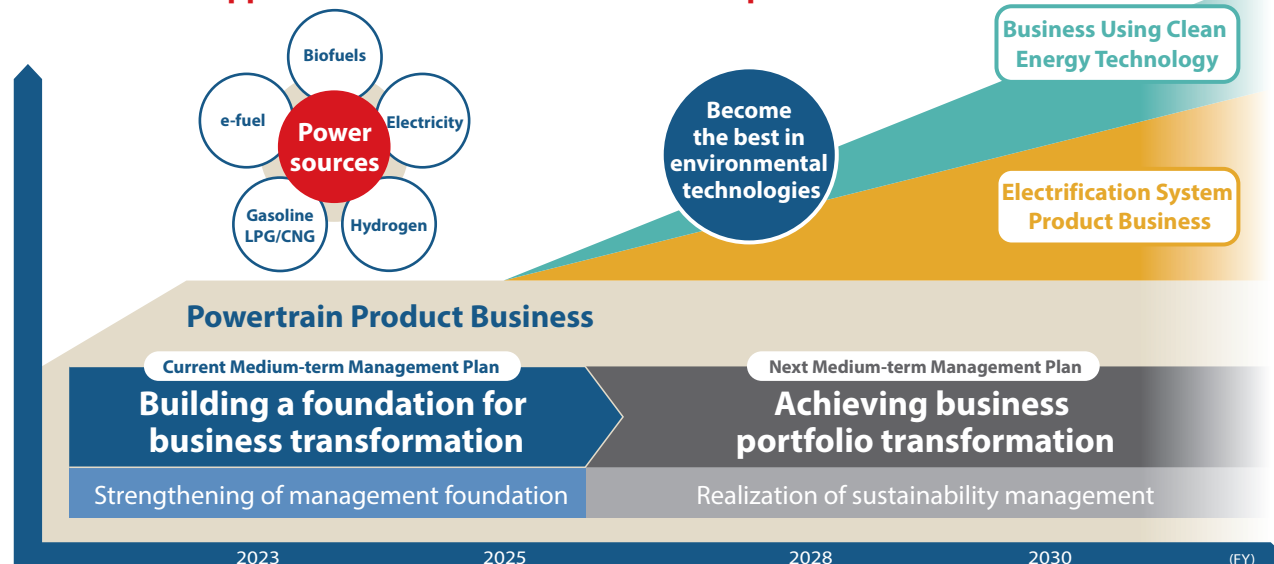 Biofuels
e-fuel
Electricity
Power
sources
Gasoline
LPG/CNG
Hydrogen
Become
the best in
environmental
technologies
Business Using Clean
Energy Technology
Electrification System
Product Business
Powertrain Product Business
Current Medium-term Management Plan
Building a foundation for
business transformation
Strengthening of management foundation
Next Medium-term Management Plan
Achieving business
portfolio transformation
Realization of sustainability management
2023
2025
2028
2030
(FY)